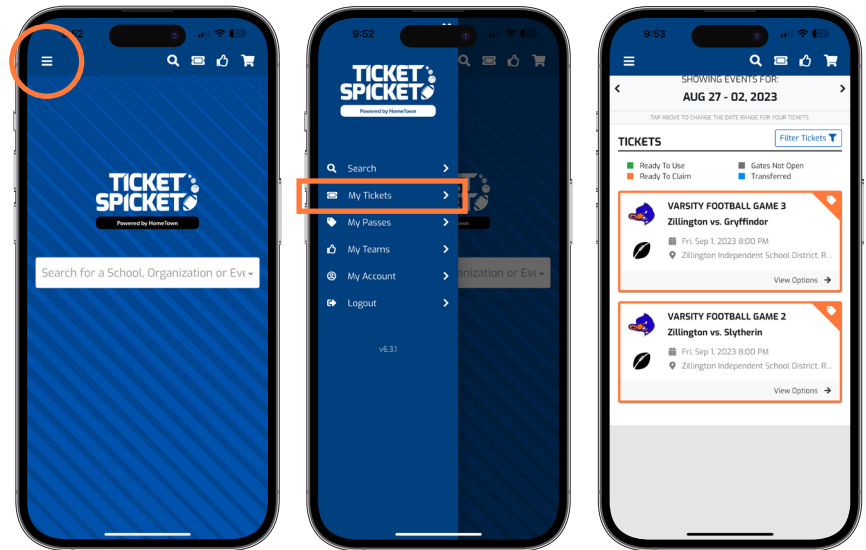 9:52
TICKET
SPICKET
Powered by HomeTown
Search for a School, Organization or Eve
9:52
TICKET
SPICKET
Powered by HomeTown
Search
My Tickets
My Passes
My Teams
My Account
Logout
v6.3.1
anization or Eve
9:53
SHOWING EVENTS FOR:
AUG 27 - 02, 2023
TAP ABOVE TO CHANGE THE DATE RANGE FOR YOUR TICKETS.
TICKETS
Filter Tickets
Ready To Use
Gates Not Open
Ready To Claim
Transferred
VARSITY FOOTBALL GAME 3
Zillington vs. Gryffindor
Fri, Sep 1, 2023 8:00 PM
Zillington Independent School District, R...
View Options
VARSITY FOOTBALL GAME 2
Zillington vs. Slytherin
Fri, Sep 1, 2023 8:00 PM
Zillington Independent School District, R...
View Options